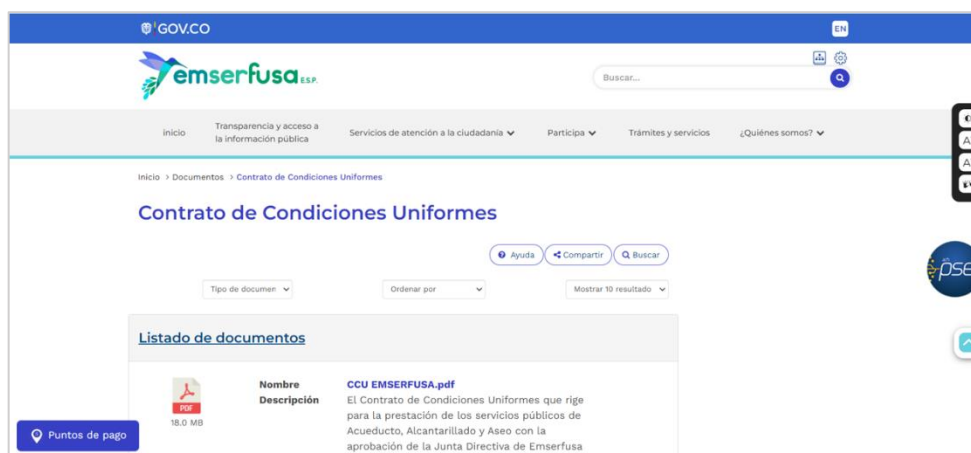 GOV.CO
EN
emserfusa E.S.P.
Buscar...
inicio
Transparencia y acceso a
la información pública
Servicios de atención a la ciudadanía
Participa
Trámites y servicios
¿Quiénes somos?
Inicio > Documentos > Contrato de Condiciones Uniformes
Contrato de Condiciones Uniformes
Ayuda
Compartir
Buscar
pse
Tipo de documen
Ordenar por
Mostrar 10 resultado
Listado de documentos
PDF
18.0 MB
Nombre
CCU EMSERFUSA.pdf
Descripción
El Contrato de Condiciones Uniformes que rige
para la prestación de los servicios públicos de
Acueducto, Alcantarillado y Aseo con la
aprobación de la Junta Directiva de Emserfusa
Puntos de pago